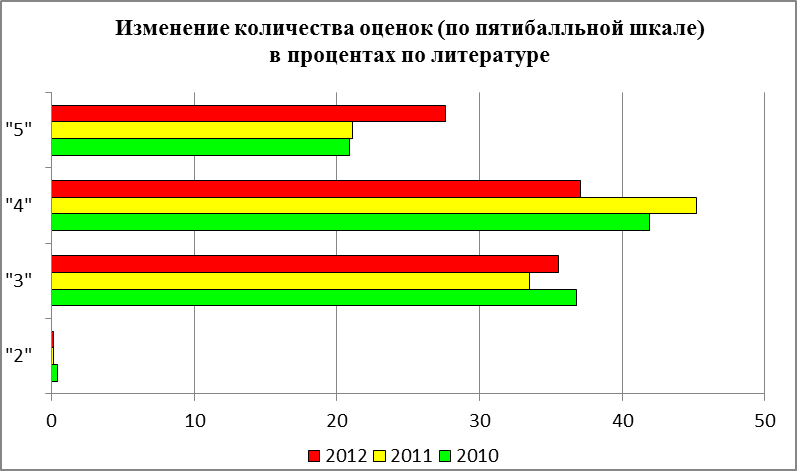 Изменение количества оценок (по пятибалльной шкале)
в процентах по литературе
"5"
"4"
"3"
"2"
0 10 20 30 40 50
2012 2011 2010